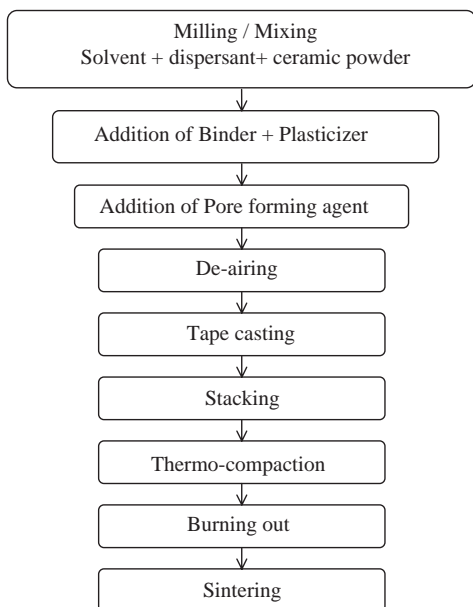 Milling / Mixing
Solvent + dispersant+ ceramic powder
Addition of Binder + Plasticizer
Addition of Pore forming agent
De-airing
Tape casting
Stacking
Thermo-compaction
Burning out
Sintering